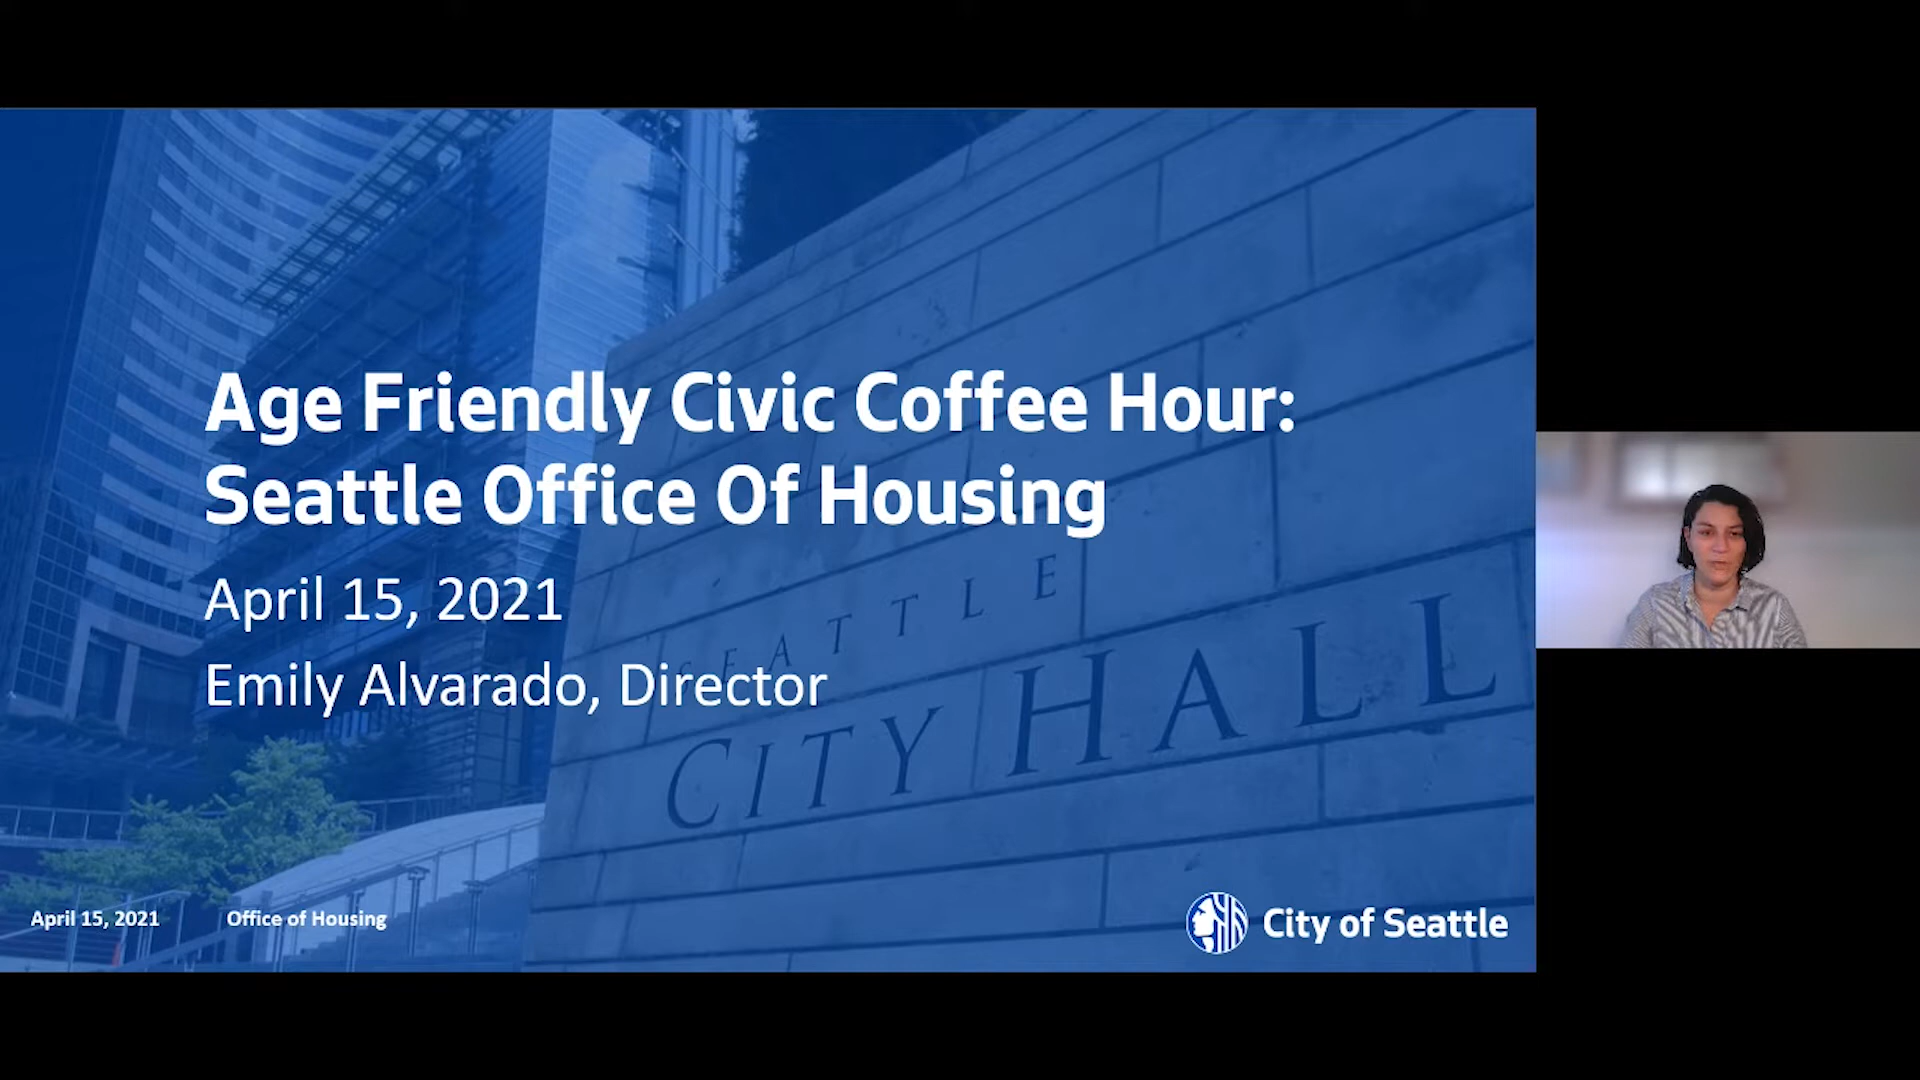 Age Friendly Civic Coffee Hour:
Seattle Office Of Housing
April 15, 2021
Emily Alvarado, Director
SEATTLE
CITY HALL
April 15, 2021
Office of Housing
City of Seattle